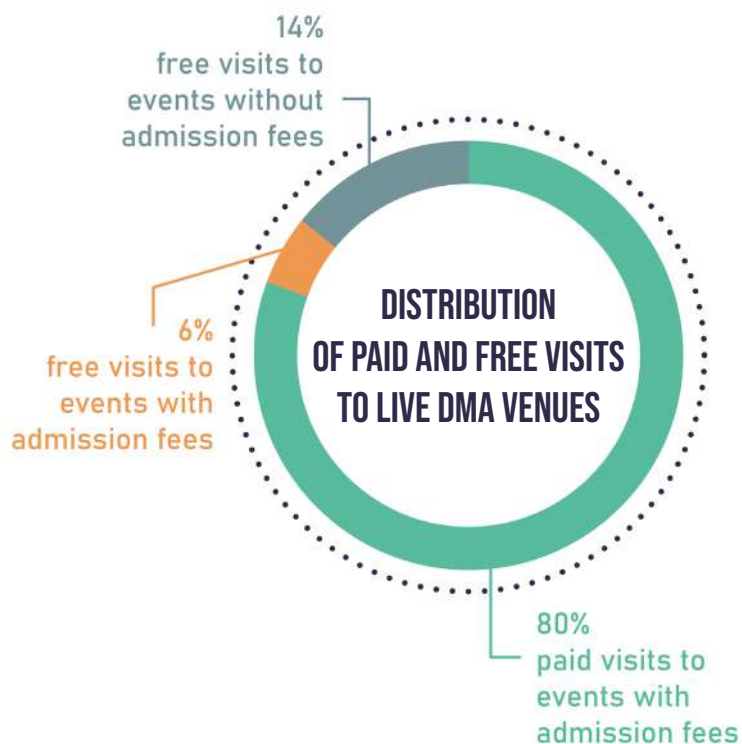 14%
free visits to
events without
admission fees
6%
free visits to
events with
admission fees
DISTRIBUTION
OF PAID AND FREE VISITS
TO LIVE DMA VENUES
80%
paid visits to
events with
admission fees